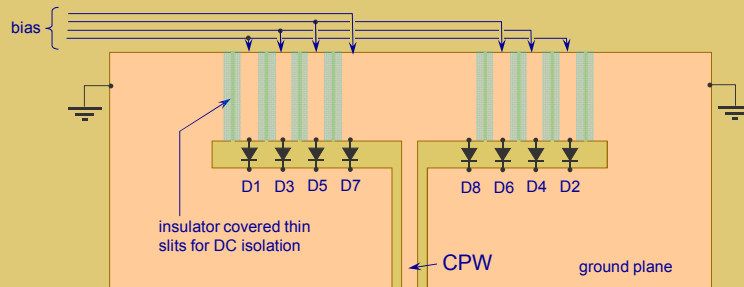 bias
D1 D3 D5 D7
D8 D6 D4 D2
insulator covered thin
slits for DC isolation
CPW
ground plane